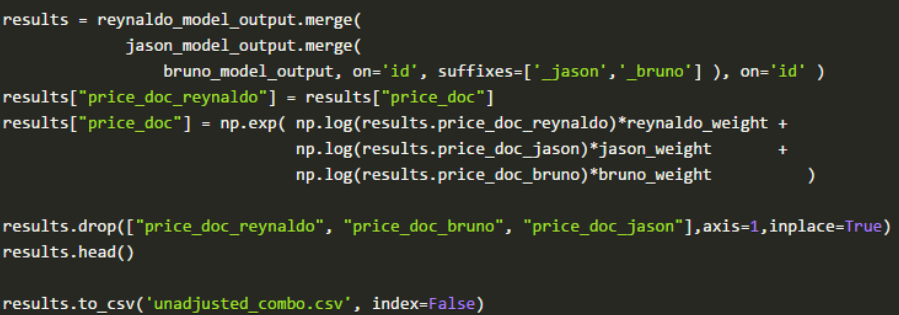 results = reynaldo_model_output.merge(
            jason_model_output.merge(
                bruno_model_output, on='id', suffixes=['_jason','_bruno'] ), on='id' )
results["price_doc_reynaldo"] = results["price_doc"]
results["price_doc"] = np.exp( np.log(results.price_doc_reynaldo)*reynaldo_weight +
                               np.log(results.price_doc_jason)*jason_weight       +
                               np.log(results.price_doc_bruno)*bruno_weight          )

results.drop(["price_doc_reynaldo", "price_doc_bruno", "price_doc_jason"],axis=1,inplace=True)
results.head()

results.to_csv('unadjusted_combo.csv', index=False)